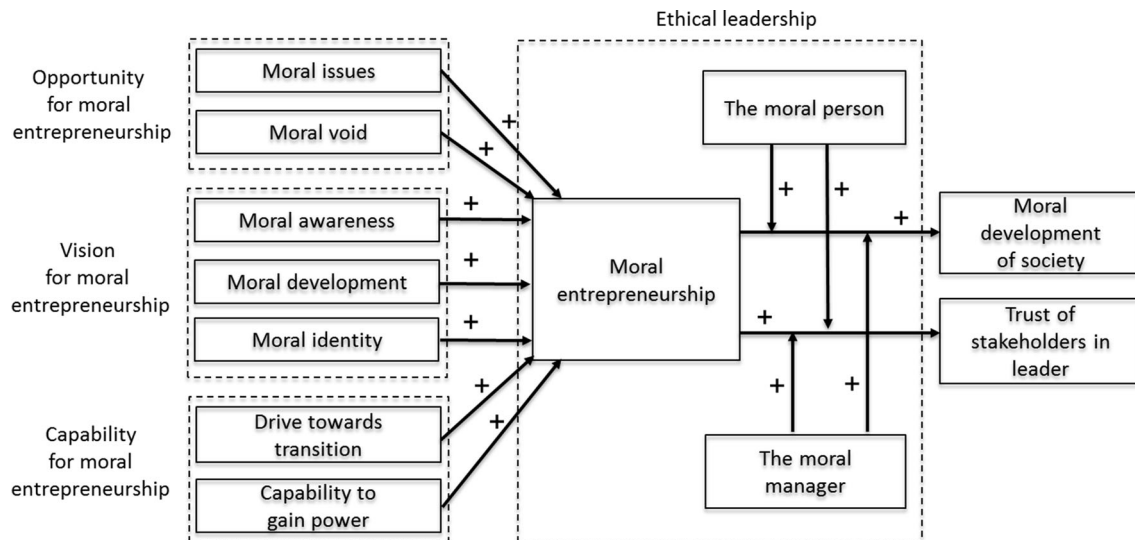 Ethical leadership
Opportunity
for moral
entrepreneurship
Moral issues
Moral void
+
+
Vision
for moral
entrepreneurship
Moral awareness
Moral development
Moral identity
+
+
+
Capability
for moral
entrepreneurship
Drive towards
transition
Capability to
gain power
+
+
Moral
entrepreneurship
The moral person
+
+
+
+
The moral
manager
+
+
Moral
development
of society
Trust of
stakeholders in
leader